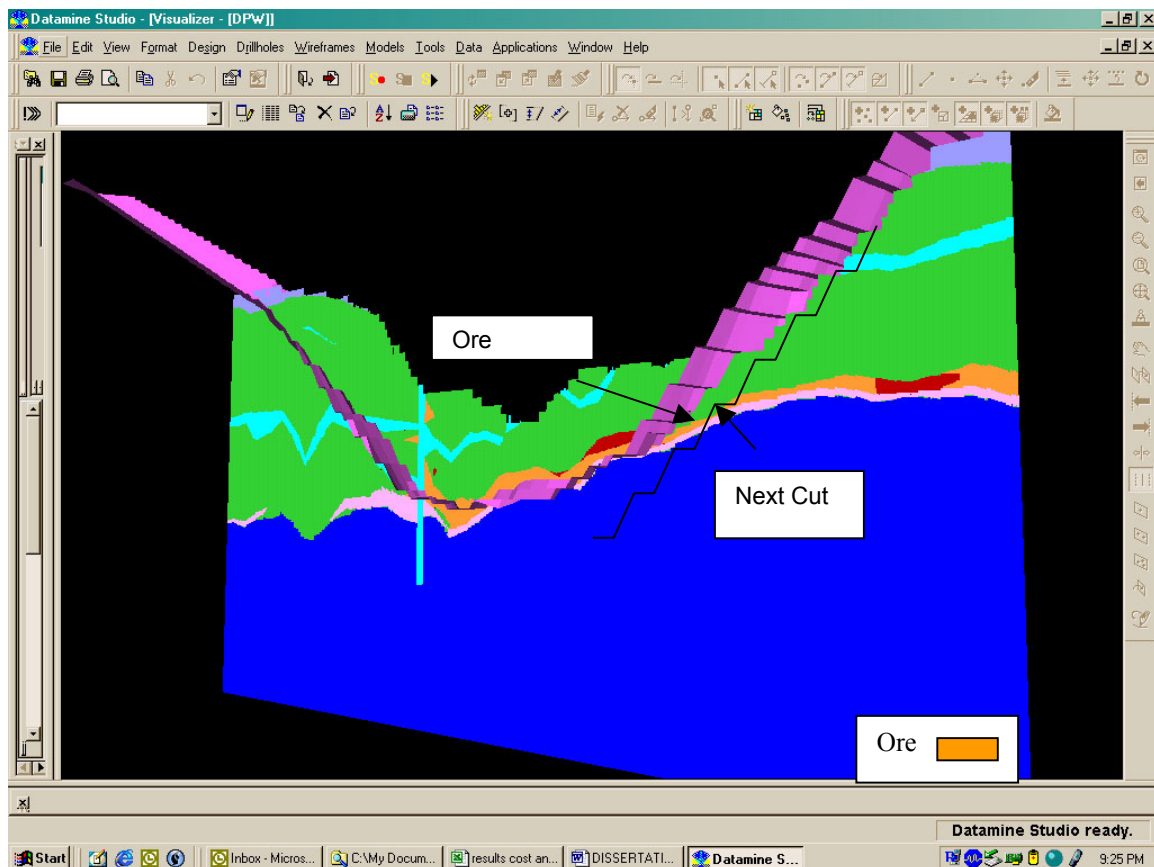 Datamine Studio - [Visualizer - [DPW]]
File Edit View Format Design Drillholes Wireframes Models Tools Data Applications Window Help
Ore
Next Cut
Ore
Datamine Studio ready.
Start Inbox - Micros... C:\My Docum... results cost an... DISSERTATI... Datamine S... 9:25 PM